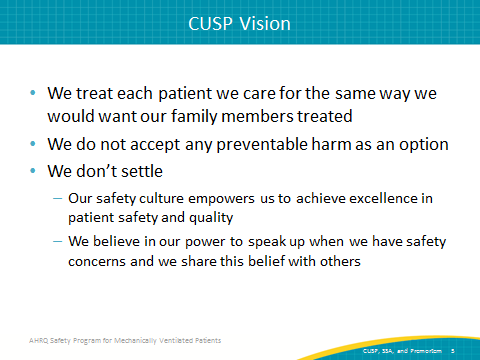 CUSP Vision
• We treat each patient we care for the same way we
would want our family members treated
• We do not accept any preventable harm as an option
• We don't settle
– Our safety culture empowers us to achieve excellence in
patient safety and quality
– We believe in our power to speak up when we have safety
concerns and we share this belief with others
AHRQ Safety Program for Mechanically Ventilated Patients
CUSP, SSA, and Promotion 5